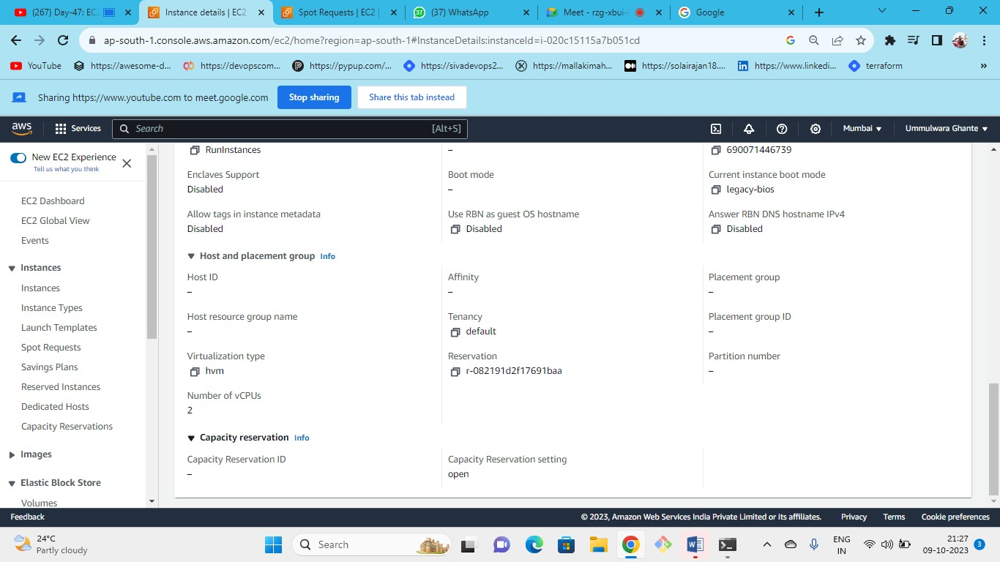 (267) Day-47: EC2
Instance details | EC2
Spot Requests | EC2
37
(37) WhatsApp
Meet - rzg-xbui-
Google
ap-south-1.console.aws.amazon.com/ec2/home?region=ap-south-1#InstanceDetails:instanceId=i-020c15115a7b051cd
YouTube
https://awesome-d...
https://devopscom...
https://pypup.com/...
https://sivadevops2...
https://mallakimah...
https://solairajan18....
https://www.linkedi...
terraform
»
Sharing https://www.youtube.com to meet.google.com
Stop sharing
Share this tab instead
aws
Services
Search
[Alt+S]
Mumbai
Ummulwara Ghante
New EC2 Experience
Tell us what you think
EC2 Dashboard
EC2 Global View
Events
Instances
Instances
Instance Types
Launch Templates
Spot Requests
Savings Plans
Reserved Instances
Dedicated Hosts
Capacity Reservations
Images
Elastic Block Store
Volumes
RunInstances
–
690071446739
Enclaves Support
Disabled
Boot mode
–
Current instance boot mode
legacy-bios
Allow tags in instance metadata
Disabled
Use RBN as guest OS hostname
Disabled
Answer RBN DNS hostname IPv4
Disabled
Host and placement group Info
Host ID
–
Affinity
–
Placement group
–
Host resource group name
–
Tenancy
default
Placement group ID
–
Virtualization type
hvm
Reservation
r-082191d2f17691baa
Partition number
–
Number of vCPUs
2
Capacity reservation Info
Capacity Reservation ID
–
Capacity Reservation setting
open
Feedback
© 2023, Amazon Web Services India Private Limited or its affiliates.
Privacy
Terms
Cookie preferences
24°C
Partly cloudy
Search
ENG
IN
21:27
09-10-2023
3